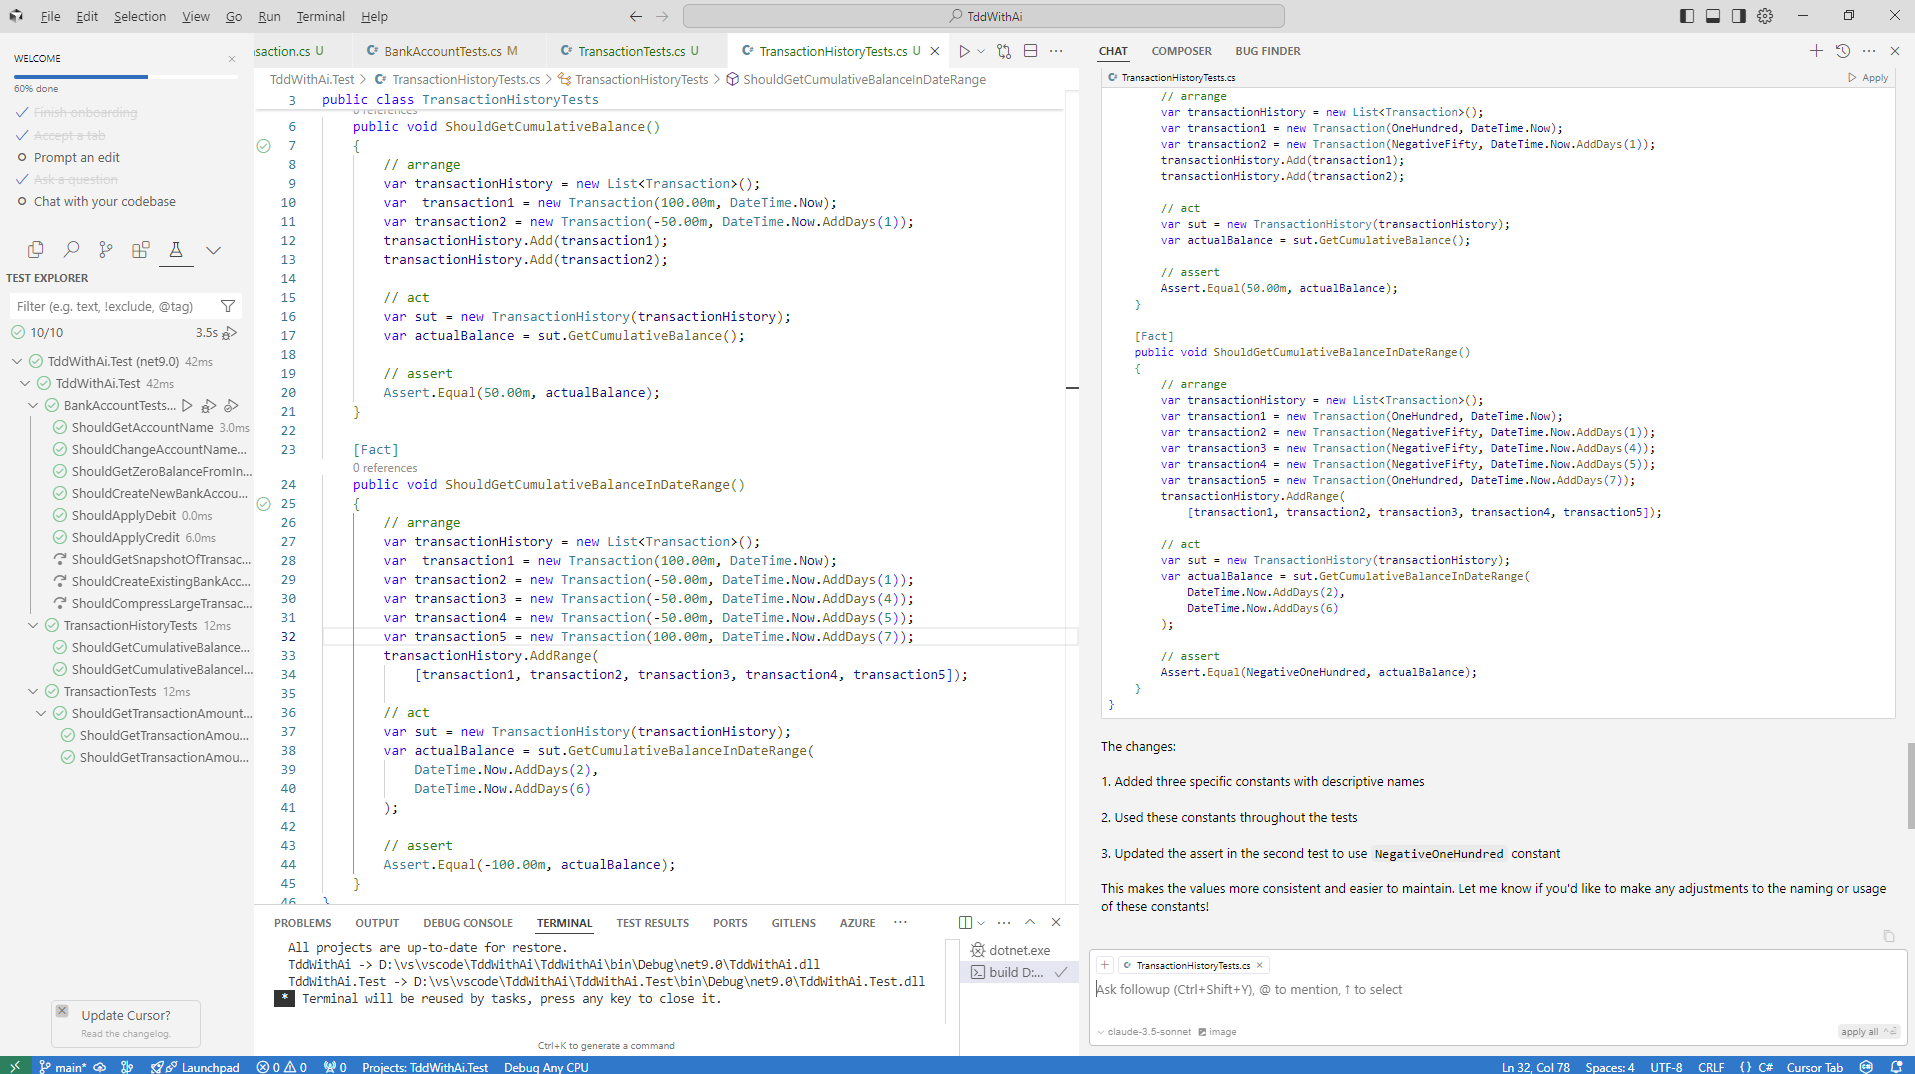 File Edit Selection View Go Run Terminal Help
TddWithAi
WELCOME
60% done
Finish onboarding
Accept a tab
Prompt an edit
Ask a question
Chat with your codebase
TEST EXPLORER
Filter (e.g. text, !exclude, @tag)
10/10 3.5s
TddWithAi.Test (net9.0) 42ms
TddWithAi.Test 42ms
BankAccountTests...
ShouldGetAccountName 3.0ms
ShouldChangeAccountName...
ShouldGetZeroBalanceFromIn...
ShouldCreateNewBankAccou...
ShouldApplyDebit 0.0ms
ShouldApplyCredit 6.0ms
ShouldGetSnapshotOfTransac...
ShouldCreateExistingBankAcc...
ShouldCompressLargeTransac...
TransactionHistoryTests 12ms
ShouldGetCumulativeBalance...
ShouldGetCumulativeBalanceI...
TransactionTests 12ms
ShouldGetTransactionAmount...
ShouldGetTransactionAmou...
ShouldGetTransactionAmou...
Update Cursor?
Read the changelog.
saction.cs U C# BankAccountTests.cs M C# TransactionTests.cs U C# TransactionHistoryTests.cs U
TddWithAi.Test > C# TransactionHistoryTests.cs > TransactionHistoryTests > ShouldGetCumulativeBalanceInDateRange
3 public class TransactionHistoryTests
0 references
6 public void ShouldGetCumulativeBalance()
7 {
8 // arrange
9 var transactionHistory = new List<Transaction>();
10 var  transaction1 = new Transaction(100.00m, DateTime.Now);
11 var transaction2 = new Transaction(-50.00m, DateTime.Now.AddDays(1));
12 transactionHistory.Add(transaction1);
13 transactionHistory.Add(transaction2);
14
15 // act
16 var sut = new TransactionHistory(transactionHistory);
17 var actualBalance = sut.GetCumulativeBalance();
18
19 // assert
20 Assert.Equal(50.00m, actualBalance);
21 }
22
23 [Fact]
0 references
24 public void ShouldGetCumulativeBalanceInDateRange()
25 {
26 // arrange
27 var transactionHistory = new List<Transaction>();
28 var  transaction1 = new Transaction(100.00m, DateTime.Now);
29 var transaction2 = new Transaction(-50.00m, DateTime.Now.AddDays(1));
30 var transaction3 = new Transaction(-50.00m, DateTime.Now.AddDays(4));
31 var transaction4 = new Transaction(-50.00m, DateTime.Now.AddDays(5));
32 var transaction5 = new Transaction(100.00m, DateTime.Now.AddDays(7));
33 transactionHistory.AddRange(
34 [transaction1, transaction2, transaction3, transaction4, transaction5]);
35
36 // act
37 var sut = new TransactionHistory(transactionHistory);
38 var actualBalance = sut.GetCumulativeBalanceInDateRange(
39 DateTime.Now.AddDays(2),
40 DateTime.Now.AddDays(6)
41 );
42
43 // assert
44 Assert.Equal(-100.00m, actualBalance);
45 }
46 }
PROBLEMS OUTPUT DEBUG CONSOLE TERMINAL TEST RESULTS PORTS GITLENS AZURE
All projects are up-to-date for restore.
TddWithAi -> D:\vs\vscode\TddWithAi\TddWithAi\bin\Debug\net9.0\TddWithAi.dll
TddWithAi.Test -> D:\vs\vscode\TddWithAi\TddWithAi.Test\bin\Debug\net9.0\TddWithAi.Test.dll
* Terminal will be reused by tasks, press any key to close it.
Ctrl+K to generate a command
dotnet.exe
build D:...
CHAT COMPOSER BUG FINDER
C# TransactionHistoryTests.cs Apply
// arrange
var transactionHistory = new List<Transaction>();
var transaction1 = new Transaction(OneHundred, DateTime.Now);
var transaction2 = new Transaction(NegativeFifty, DateTime.Now.AddDays(1));
transactionHistory.Add(transaction1);
transactionHistory.Add(transaction2);
// act
var sut = new TransactionHistory(transactionHistory);
var actualBalance = sut.GetCumulativeBalance();
// assert
Assert.Equal(50.00m, actualBalance);
}
[Fact]
public void ShouldGetCumulativeBalanceInDateRange()
{
// arrange
var transactionHistory = new List<Transaction>();
var transaction1 = new Transaction(OneHundred, DateTime.Now);
var transaction2 = new Transaction(NegativeFifty, DateTime.Now.AddDays(1));
var transaction3 = new Transaction(NegativeFifty, DateTime.Now.AddDays(4));
var transaction4 = new Transaction(NegativeFifty, DateTime.Now.AddDays(5));
var transaction5 = new Transaction(OneHundred, DateTime.Now.AddDays(7));
transactionHistory.AddRange(
[transaction1, transaction2, transaction3, transaction4, transaction5]);
// act
var sut = new TransactionHistory(transactionHistory);
var actualBalance = sut.GetCumulativeBalanceInDateRange(
DateTime.Now.AddDays(2),
DateTime.Now.AddDays(6)
);
// assert
Assert.Equal(NegativeOneHundred, actualBalance);
}
}
The changes:
1. Added three specific constants with descriptive names
2. Used these constants throughout the tests
3. Updated the assert in the second test to use NegativeOneHundred constant
This makes the values more consistent and easier to maintain. Let me know if you'd like to make any adjustments to the naming or usage
of these constants!
+ C# TransactionHistoryTests.cs
Ask followup (Ctrl+Shift+Y), @ to mention, ↑ to select
claude-3.5-sonnet image apply all
main* Launchpad 0 0 0 Projects: TddWithAi.Test Debug Any CPU Ln 32, Col 78 Spaces: 4 UTF-8 CRLF {} C# Cursor Tab